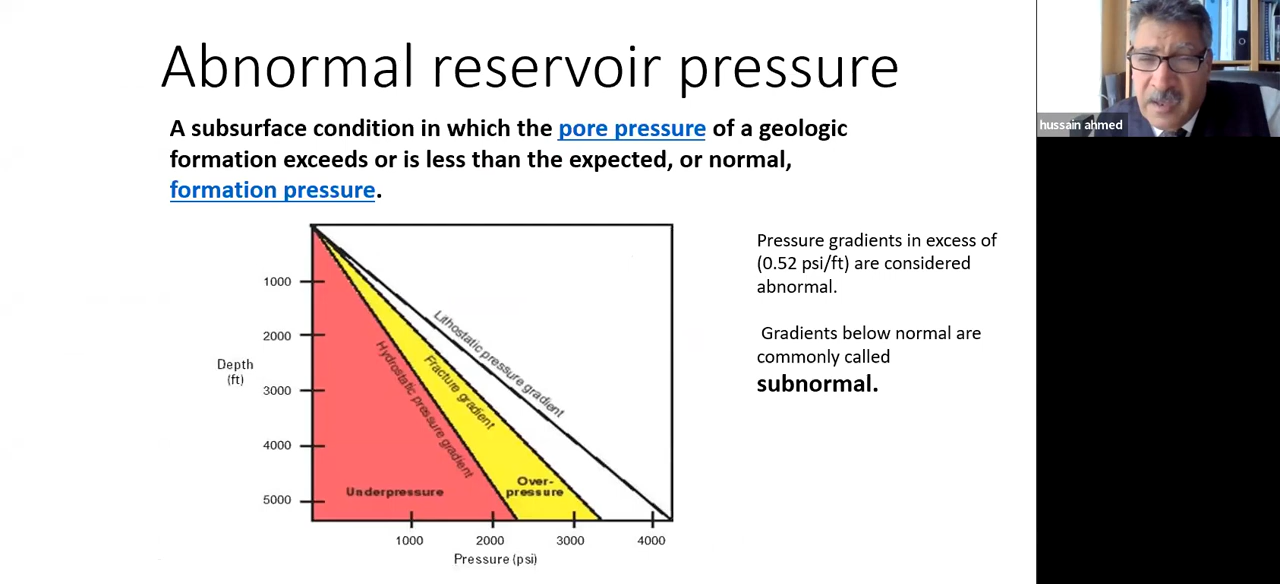 Abnormal reservoir pressure
hussain ahmed
A subsurface condition in which the pore pressure of a geologic
formation exceeds or is less than the expected, or normal,
formation pressure.
Pressure gradients in excess of
(0.52 psi/ft) are considered
abnormal.
Gradients below normal are
commonly called
subnormal.
Depth
(ft)
1000
2000
3000
4000
5000
Lithostatic pressure gradient
Fracture gradient
Hydrostatic pressure gradient
Underpressure
Over-
pressure
1000
2000
3000
4000
Pressure (psi)